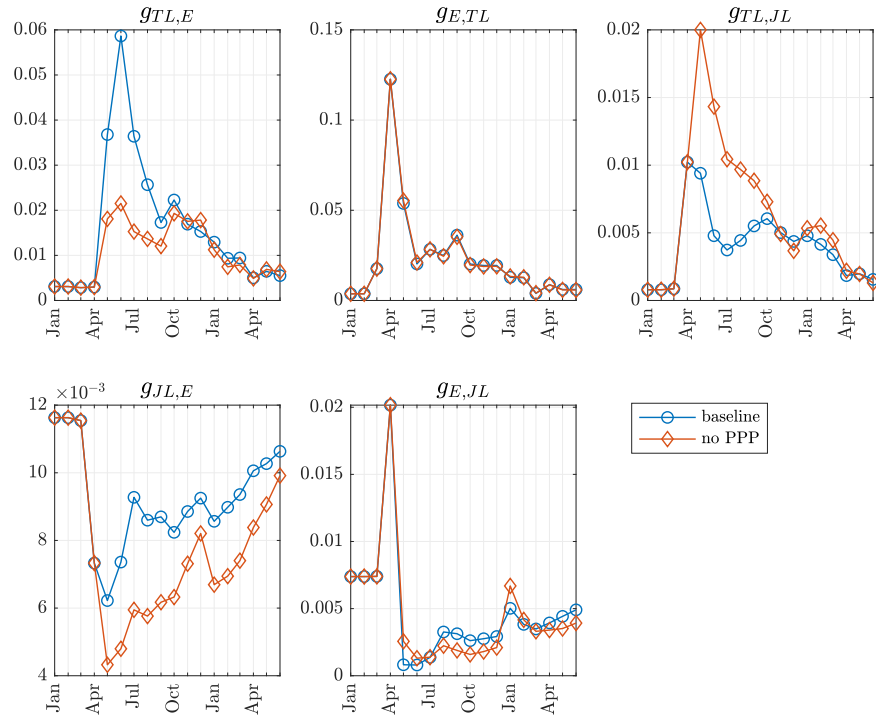 g_{TL,E}
0.06
0.05
0.04
0.03
0.02
0.01
0
Jan
Apr
Jul
Oct
Jan
Apr
g_{E,TL}
0.15
0.1
0.05
0
Jan
Apr
Jul
Oct
Jan
Apr
g_{TL,JL}
0.02
0.015
0.01
0.005
0
Jan
Apr
Jul
Oct
Jan
Apr
g_{JL,E}
×10^{-3}
12
10
8
6
4
Jan
Apr
Jul
Oct
Jan
Apr
g_{E,JL}
0.02
0.015
0.01
0.005
0
Jan
Apr
Jul
Oct
Jan
Apr
baseline
no PPP